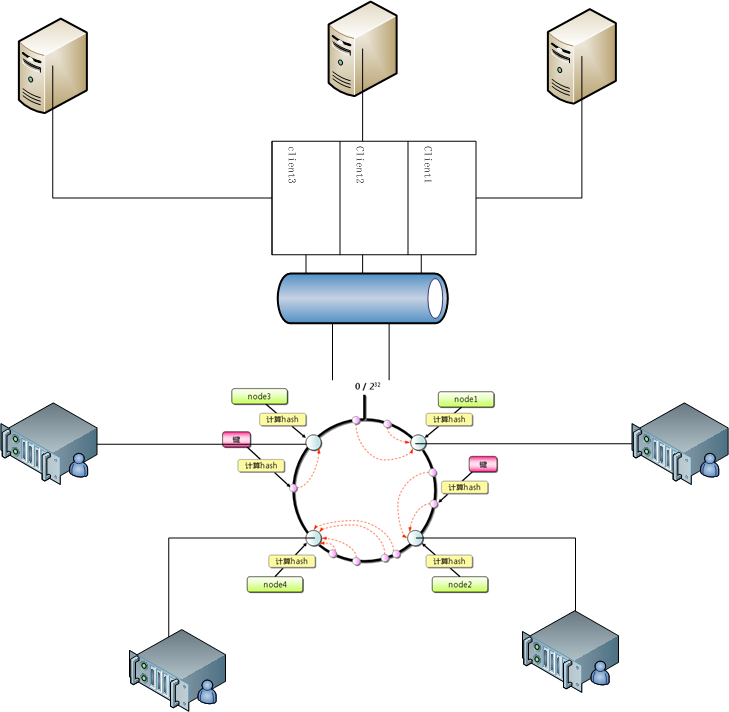 client3
Client2
Client1
0 / 2³²
node3
node1
计算hash
计算hash
键
键
计算hash
计算hash
计算hash
计算hash
node4
node2